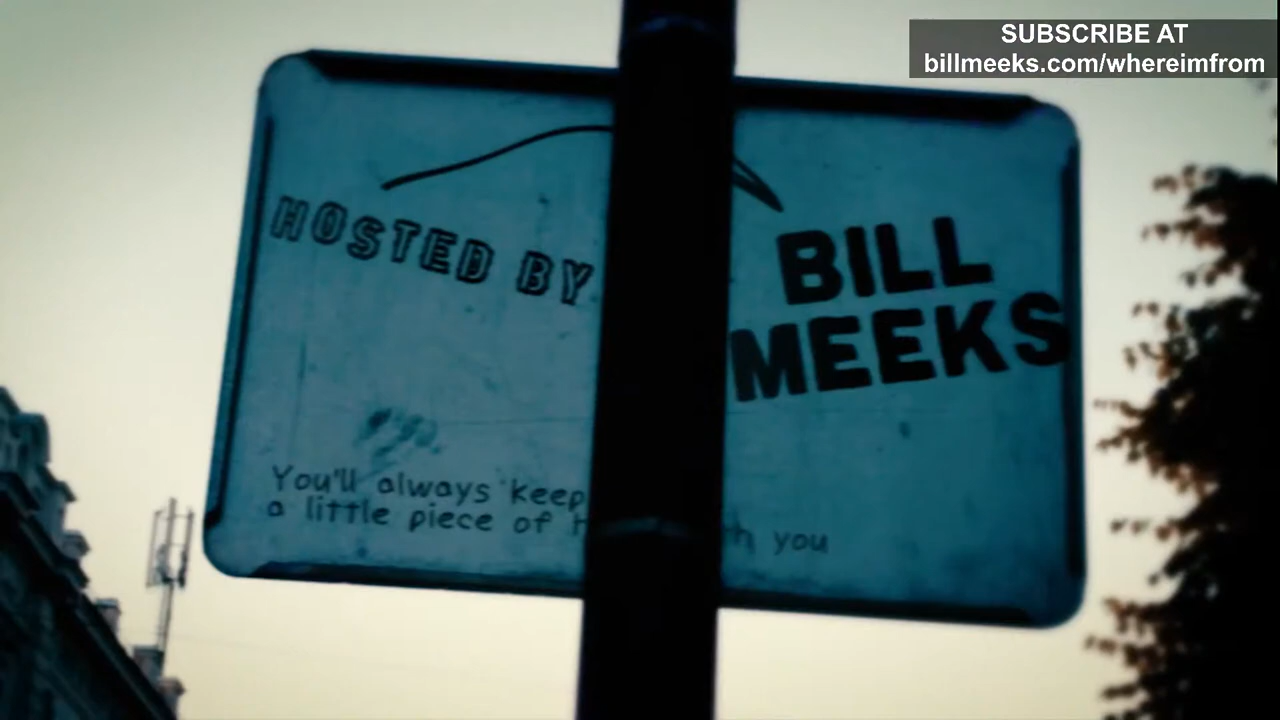 SUBSCRIBE AT
billmeeks.com/whereimfrom
HOSTED BY
BILL
MEEKS
You'll always keep
a little piece of
you